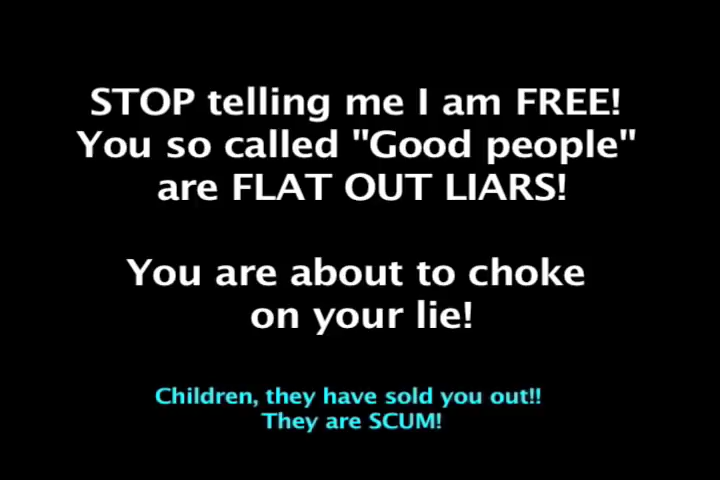 STOP telling me I am FREE!
You so called "Good people"
are FLAT OUT LIARS!
You are about to choke
on your lie!
Children, they have sold you out!!
They are SCUM!